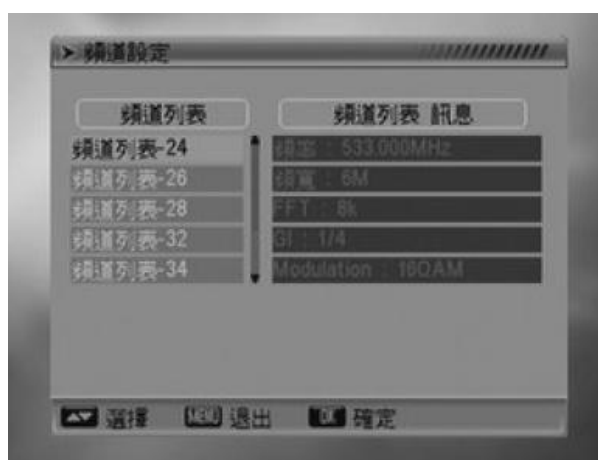 頻道設定
頻道列表
頻道列表 訊息
頻道列表-24
頻率 : 533.000MHz
頻道列表-26
頻寬 : 6M
頻道列表-28
FFT : 8k
頻道列表-32
GI : 1/4
頻道列表-34
Modulation : 16QAM
選擇 MENU 退出 OK 確定